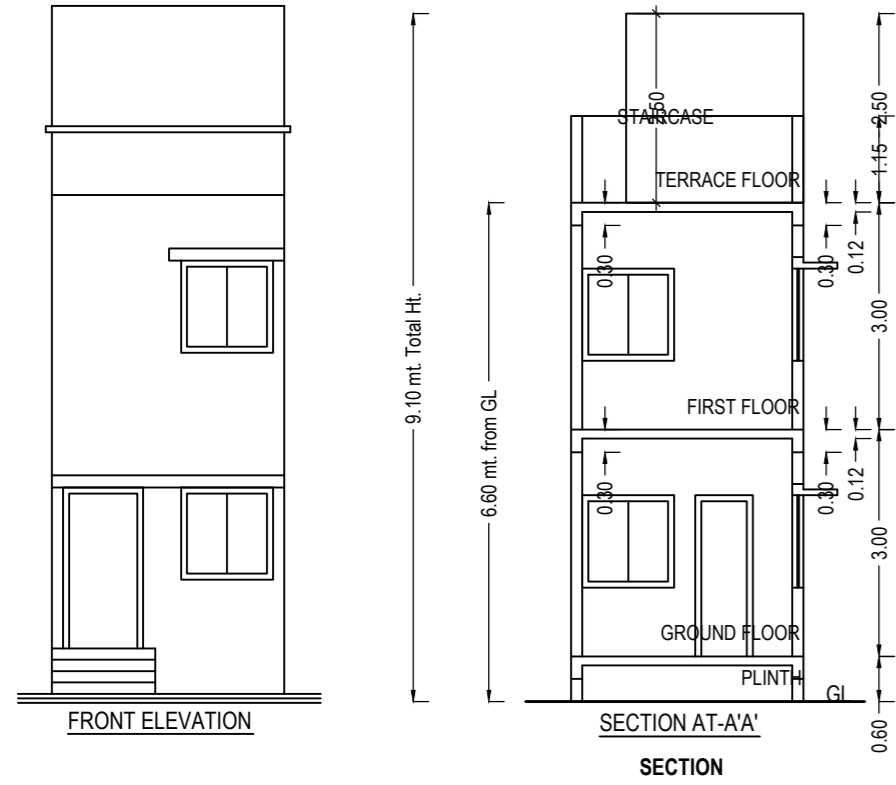 9.10 mt. Total Ht.
6.60 mt. from GL
STAIRCASE
TERRACE FLOOR
2.50
1.15
0.30
0.30
0.12
3.00
FIRST FLOOR
0.30
0.30
0.12
3.00
GROUND FLOOR
PLINTH
GL
0.60
FRONT ELEVATION
SECTION AT-A'A'
SECTION